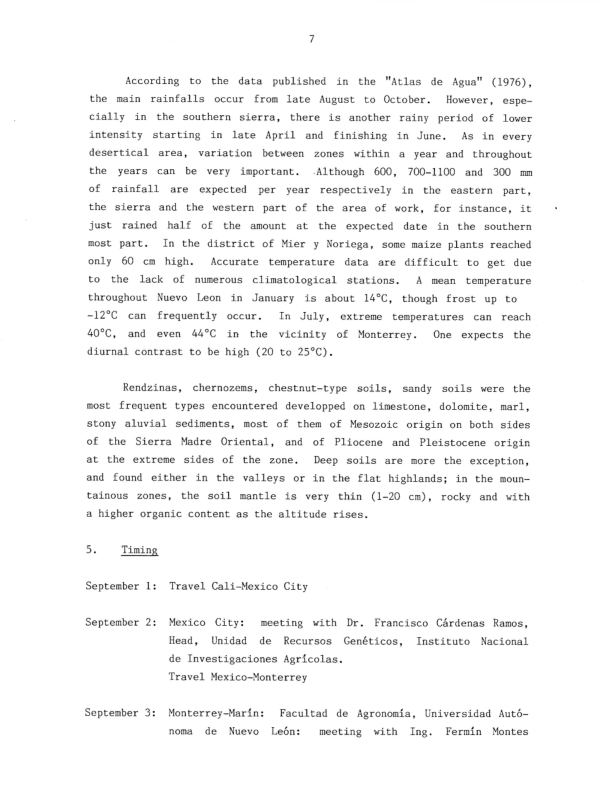 7
According to the data published in the "Atlas de Agua" (1976),
the main rainfalls occur from late August to October. However, espe-
cially in the southern sierra, there is another rainy period of lower
intensity starting in late April and finishing in June. As in every
desertical area, variation between zones within a year and throughout
the years can be very important. Although 600, 700-1100 and 300 mm
of rainfall are expected per year respectively in the eastern part,
the sierra and the western part of the area of work, for instance, it
just rained half of the amount at the expected date in the southern
most part. In the district of Mier y Noriega, some maize plants reached
only 60 cm high. Accurate temperature data are difficult to get due
to the lack of numerous climatological stations. A mean temperature
throughout Nuevo Leon in January is about 14°C, though frost up to
-12°C can frequently occur. In July, extreme temperatures can reach
40°C, and even 44°C in the vicinity of Monterrey. One expects the
diurnal contrast to be high (20 to 25°C).
Rendzinas, chernozems, chestnut-type soils, sandy soils were the
most frequent types encountered developped on limestone, dolomite, marl,
stony aluvial sediments, most of them of Mesozoic origin on both sides
of the Sierra Madre Oriental, and of Pliocene and Pleistocene origin
at the extreme sides of the zone. Deep soils are more the exception,
and found either in the valleys or in the flat highlands; in the moun-
tainous zones, the soil mantle is very thin (1-20 cm), rocky and with
a higher organic content as the altitude rises.
5. Timing
September 1: Travel Cali-Mexico City
September 2: Mexico City: meeting with Dr. Francisco Cárdenas Ramos,
Head, Unidad de Recursos Genéticos, Instituto Nacional
de Investigaciones Agrícolas.
Travel Mexico-Monterrey
September 3: Monterrey-Marín: Facultad de Agronomía, Universidad Autó-
noma de Nuevo León: meeting with Ing. Fermín Montes